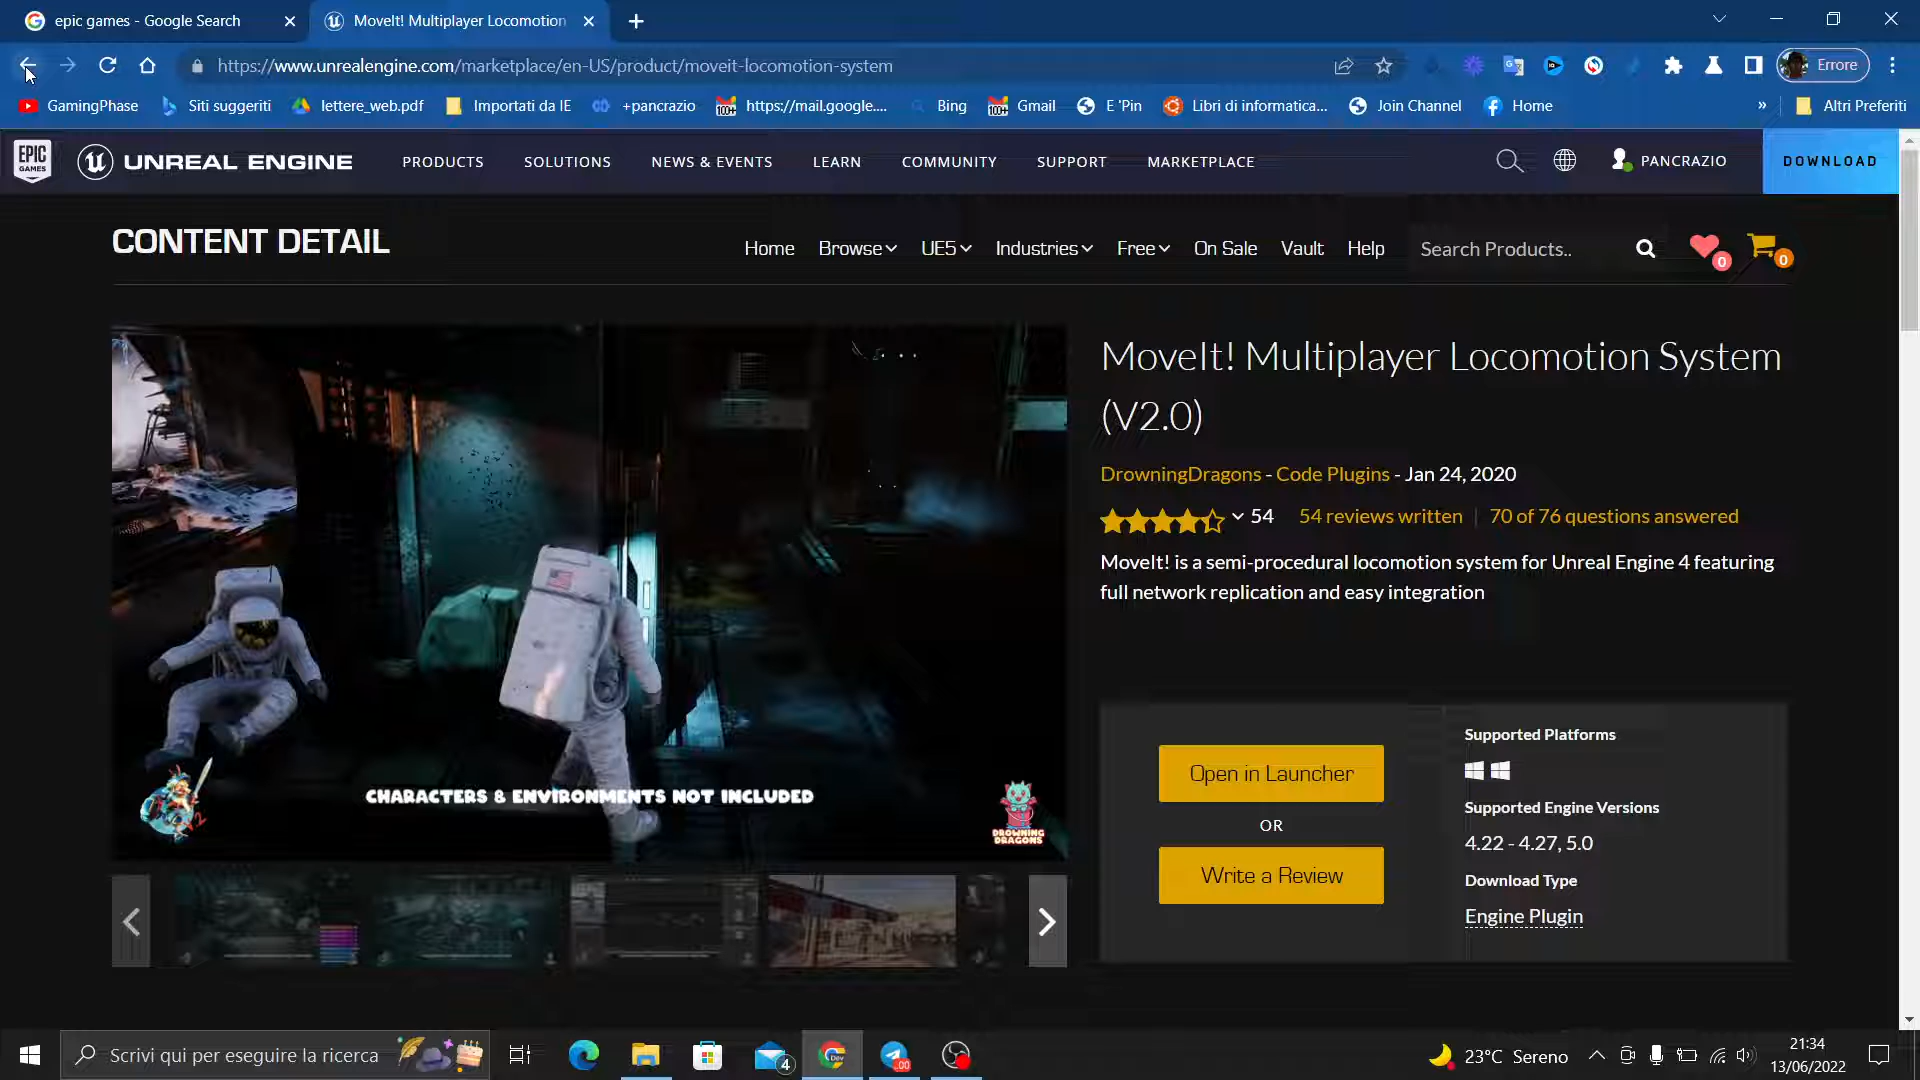 epic games - Google Search
MoveIt! Multiplayer Locomotion
https://www.unrealengine.com/marketplace/en-US/product/moveit-locomotion-system
Errore
GamingPhase
Siti suggeriti
lettere_web.pdf
Importati da IE
+pancrazio
https://mail.google....
Bing
Gmail
E 'Pin
Libri di informatica...
Join Channel
Home
»
Altri Preferiti
EPIC GAMES
UNREAL ENGINE
PRODUCTS
SOLUTIONS
NEWS & EVENTS
LEARN
COMMUNITY
SUPPORT
MARKETPLACE
PANCRAZIO
DOWNLOAD
CONTENT DETAIL
Home
Browse
UE5
Industries
Free
On Sale
Vault
Help
Search Products..
0
0
MoveIt! Multiplayer Locomotion System
(V2.0)
DrowningDragons - Code Plugins - Jan 24, 2020
54
54 reviews written
70 of 76 questions answered
MoveIt! is a semi-procedural locomotion system for Unreal Engine 4 featuring
full network replication and easy integration
CHARACTERS & ENVIRONMENTS NOT INCLUDED
DROWNING
DRAGONS
Open in Launcher
OR
Write a Review
Supported Platforms
Supported Engine Versions
4.22 - 4.27, 5.0
Download Type
Engine Plugin
Scrivi qui per eseguire la ricerca
4
Dev
23°C Sereno
21:34
13/06/2022